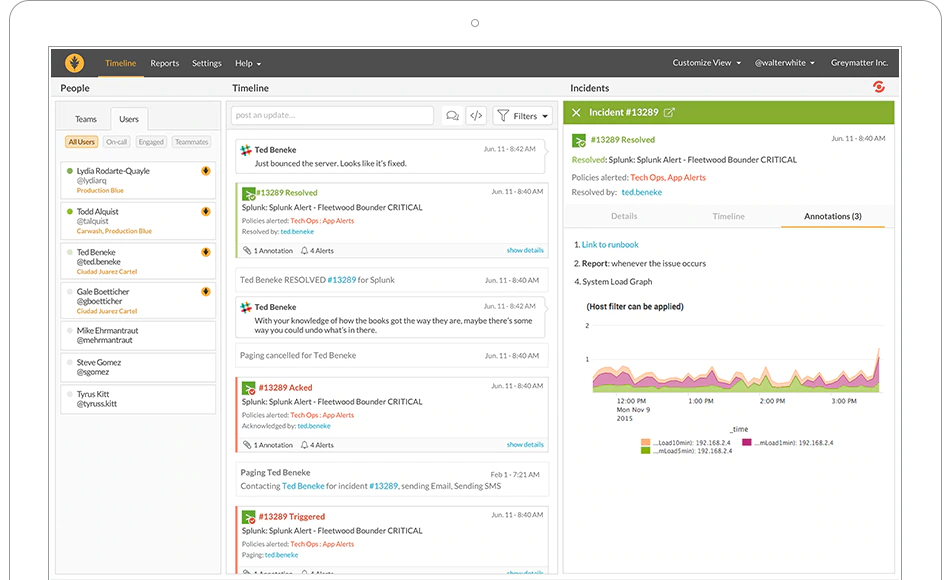 Timeline Reports Settings Help Customize View @walterwhite Greymatter Inc.
People
Teams Users
All Users On-call Engaged Teammates
Lydia Rodarte-Quayle
@lydiarq
Production Blue
Todd Alquist
@talquist
Carwash, Production Blue
Ted Beneke
@ted.beneke
Ciudad Juarez Cartel
Gale Boetticher
@gboetticher
Ciudad Juarez Cartel
Mike Ehrmantraut
@mehrmantraut
Steve Gomez
@sgomez
Tyrus Kitt
@tyruss.kitt
Timeline
post an update...
Filters
Ted Beneke Jun. 11 - 8:42 AM
Just bounced the server. Looks like it's fixed.
#13289 Resolved Jun. 11 - 8:40 AM
Splunk: Splunk Alert - Fleetwood Bounder CRITICAL
Policies alerted: Tech Ops : App Alerts
Resolved by: ted.beneke
1 Annotation 4 Alerts show details
Ted Beneke RESOLVED #13289 for Splunk Jun. 11 - 8:40 AM
Ted Beneke Jun. 11 - 8:42 AM
With your knowledge of how the books got the way they are, maybe there's some
way you could undo what's in there.
Paging cancelled for Ted Beneke Jun. 11 - 8:40 AM
#13289 Acked Jun. 11 - 8:40 AM
Splunk: Splunk Alert - Fleetwood Bounder CRITICAL
Policies alerted: Tech Ops : App Alerts
Acknowledged by: ted.beneke
1 Annotation 4 Alerts show details
Paging Ted Beneke Feb 1 - 7:21 AM
Contacting Ted Beneke for incident #13289, sending Email, Sending SMS
#13289 Triggered Jun. 11 - 8:40 AM
Splunk: Splunk Alert - Fleetwood Bounder CRITICAL
Policies alerted: Tech Ops : App Alerts
Paging: ted.beneke
1 Annotation 4 Alerts show details
Incidents
Incident #13289
#13289 Resolved Jun. 11 - 8:40 AM
Resolved: Splunk: Splunk Alert - Fleetwood Bounder CRITICAL
Policies alerted: Tech Ops, App Alerts
Resolved by: ted.beneke
Details Timeline Annotations (3)
1. Link to runbook
2. Report: whenever the issue occurs
4. System Load Graph
(Host filter can be applied)
2
1
12:00 PM 1:00 PM 2:00 PM 3:00 PM
Mon Nov 9
2015
_time
...Load10min): 192.168.2.4 ...mLoad1min): 192.168.2.4
...mLoad5min): 192.168.2.4